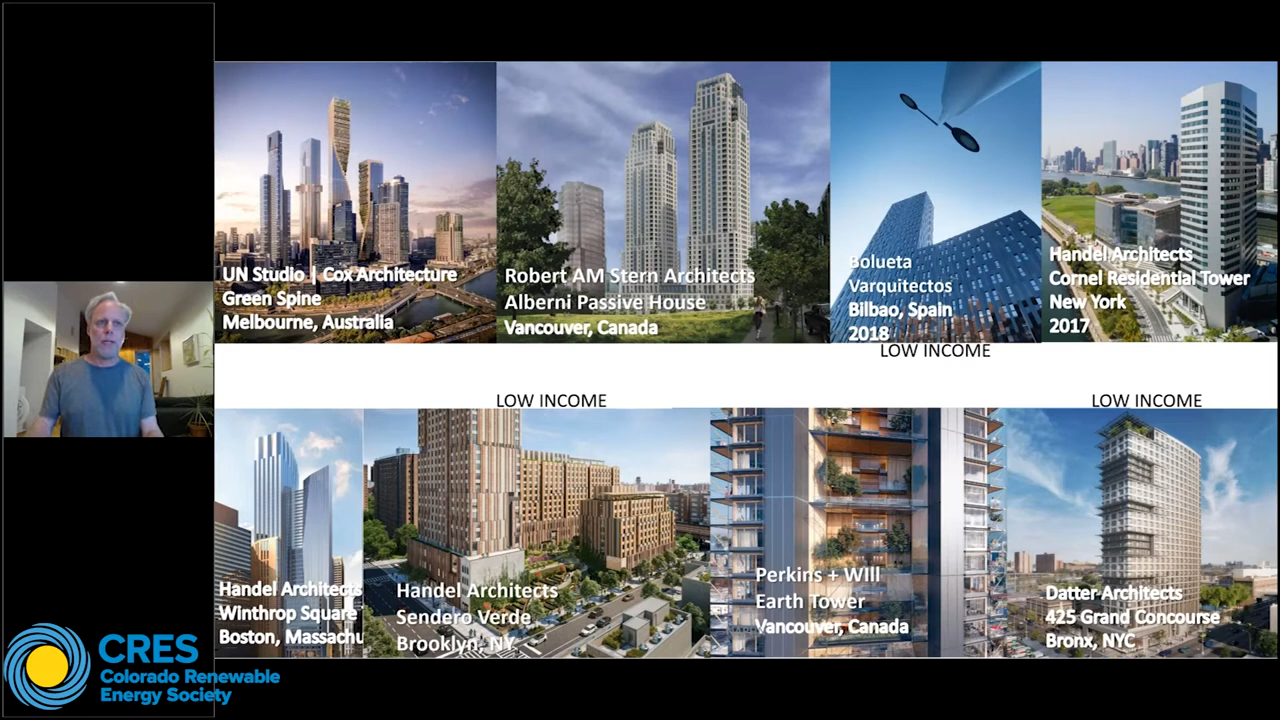 UN Studio | Cox Architecture
Green Spine
Melbourne, Australia
Robert AM Stern Architects
Alberni Passive House
Vancouver, Canada
Bolueta
Varquitectos
Bilbao, Spain
2018
LOW INCOME
Handel Architects
Cornel Residential Tower
New York
2017
LOW INCOME
LOW INCOME
Handel Architects
Winthrop Square
Boston, Massachu
Handel Architects
Sendero Verde
Brooklyn, NY
Perkins + WIll
Earth Tower
Vancouver, Canada
Datter Architects
425 Grand Concourse
Bronx, NYC
CRES
Colorado Renewable
Energy Society